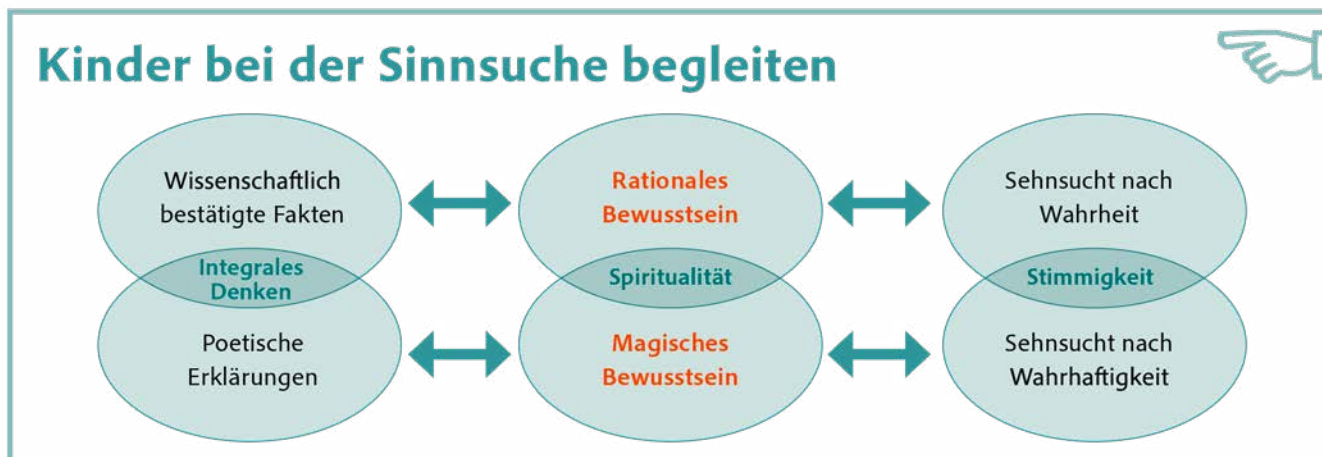 Kinder bei der Sinnsuche begleiten
Wissenschaftlich
bestätigte Fakten
Integrales
Denken
Poetische
Erklärungen
Rationales
Bewusstsein
Spiritualität
Magisches
Bewusstsein
Sehnsucht nach
Wahrheit
Stimmigkeit
Sehnsucht nach
Wahrhaftigkeit